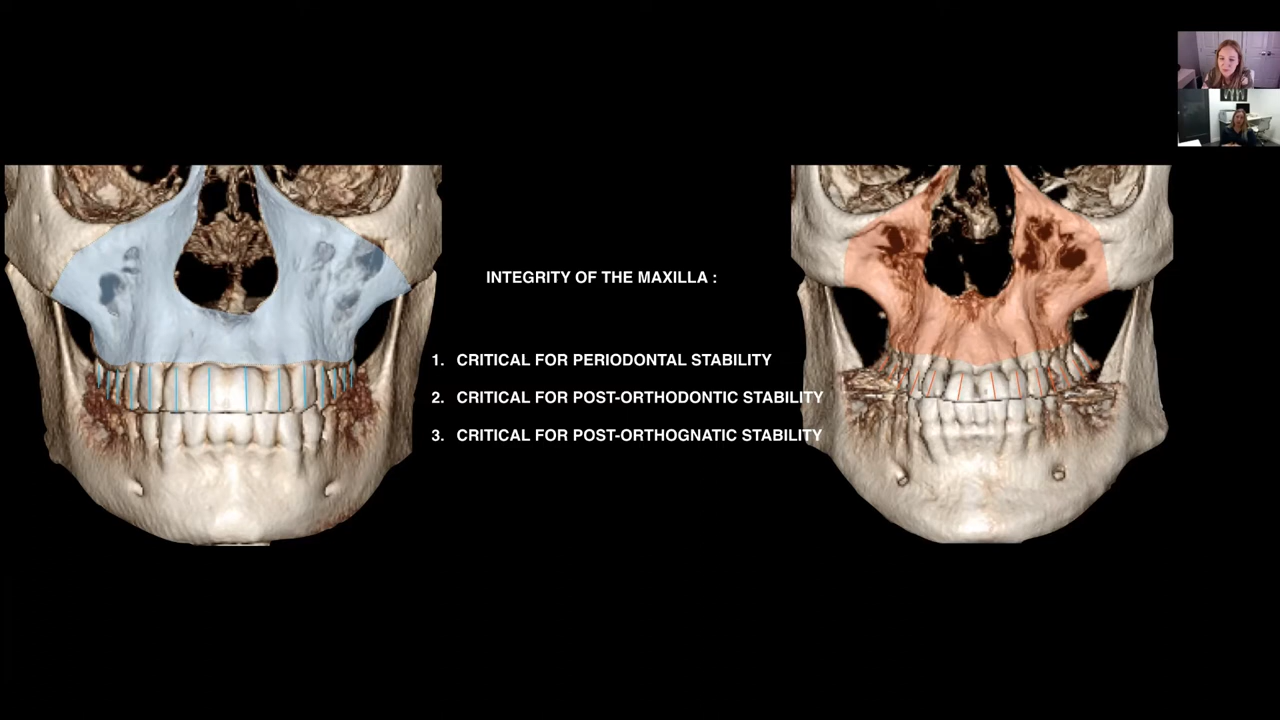 INTEGRITY OF THE MAXILLA :
1. CRITICAL FOR PERIODONTAL STABILITY
2. CRITICAL FOR POST-ORTHODONTIC STABILITY
3. CRITICAL FOR POST-ORTHOGNATIC STABILITY